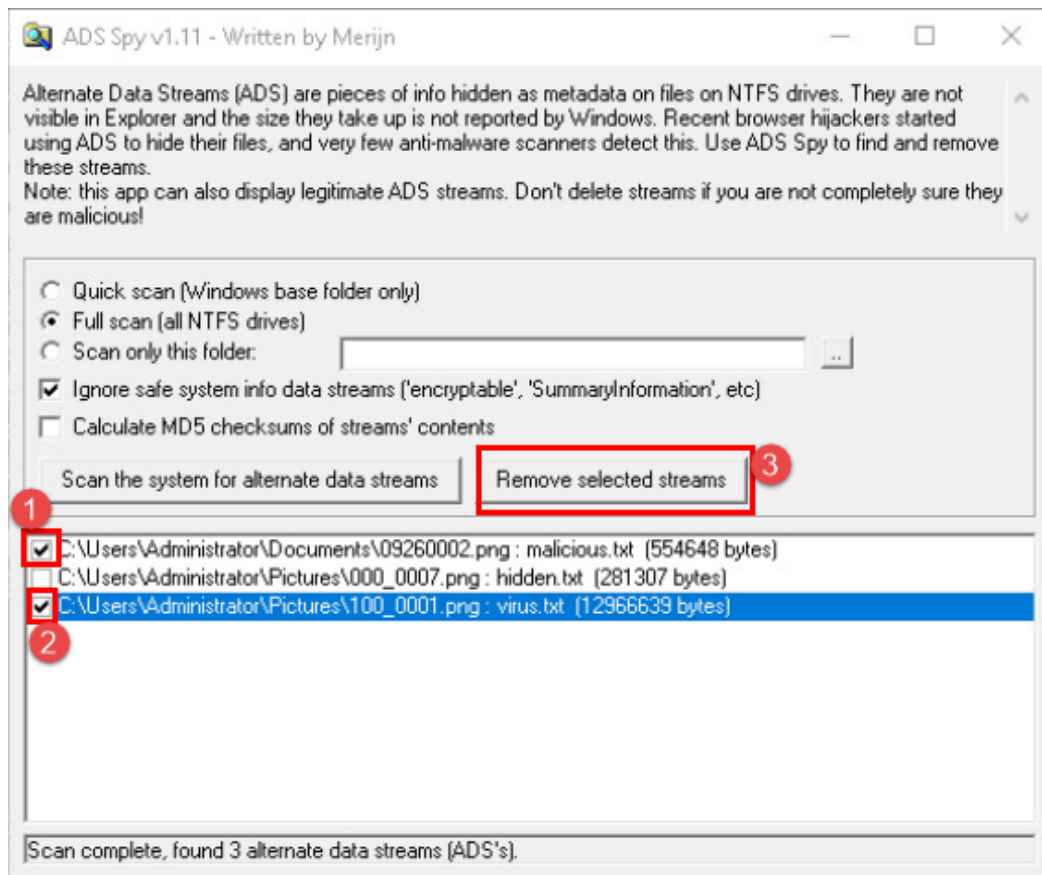 ADS Spy v1.11 - Written by Merijn
Alternate Data Streams (ADS) are pieces of info hidden as metadata on files on NTFS drives. They are not
visible in Explorer and the size they take up is not reported by Windows. Recent browser hijackers started
using ADS to hide their files, and very few anti-malware scanners detect this. Use ADS Spy to find and remove
these streams.
Note: this app can also display legitimate ADS streams. Don't delete streams if you are not completely sure they
are malicious!
Quick scan (Windows base folder only)
Full scan (all NTFS drives)
Scan only this folder:
..
Ignore safe system info data streams ('encryptable', 'SummaryInformation', etc)
Calculate MD5 checksums of streams' contents
Scan the system for alternate data streams
Remove selected streams
3
1
C:\Users\Administrator\Documents\09260002.png : malicious.txt (554648 bytes)
C:\Users\Administrator\Pictures\000_0007.png : hidden.txt (281307 bytes)
C:\Users\Administrator\Pictures\100_0001.png : virus.txt (12966639 bytes)
2
Scan complete, found 3 alternate data streams (ADS's).